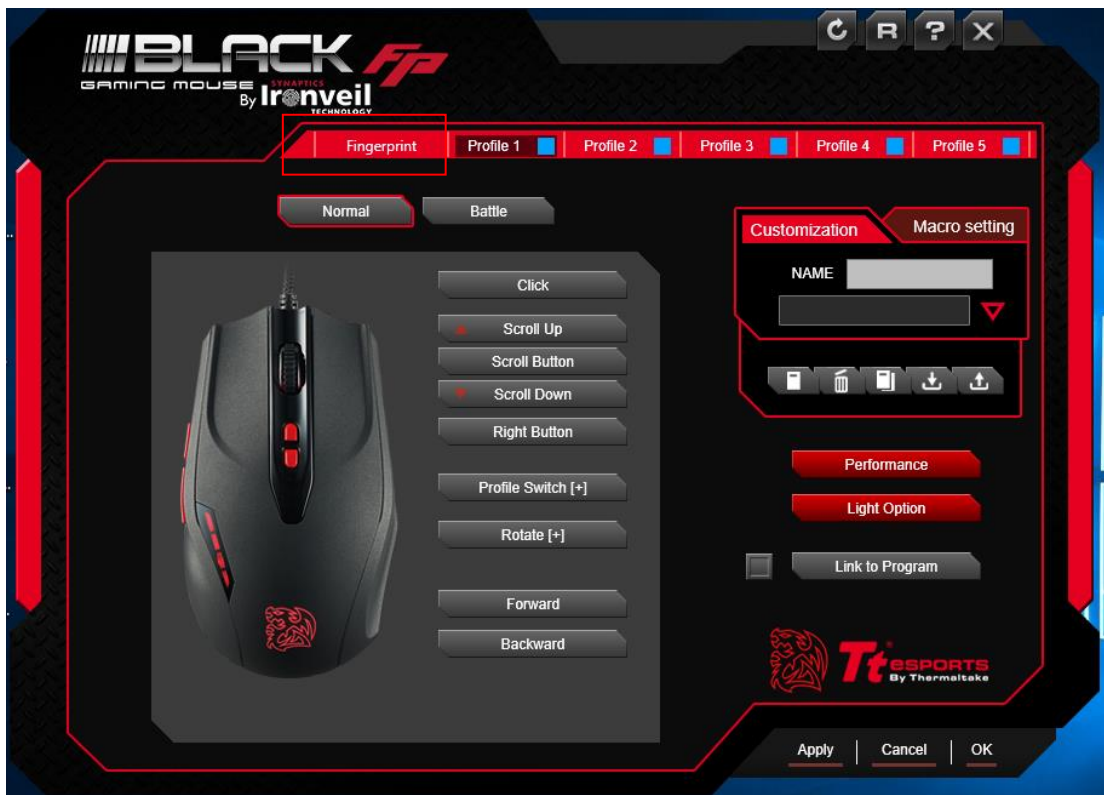 BLACK FP
GAMING MOUSE
SYNAPTICS
By Ironveil
TECHNOLOGY
R ? X
Fingerprint Profile 1 Profile 2 Profile 3 Profile 4 Profile 5
Normal Battle
Customization Macro setting
NAME
Click
Scroll Up
Scroll Button
Scroll Down
Right Button
Profile Switch [+]
Rotate [+]
Forward
Backward
Performance
Light Option
Link to Program
Tt eSPORTS
By Thermaltake
Apply | Cancel | OK